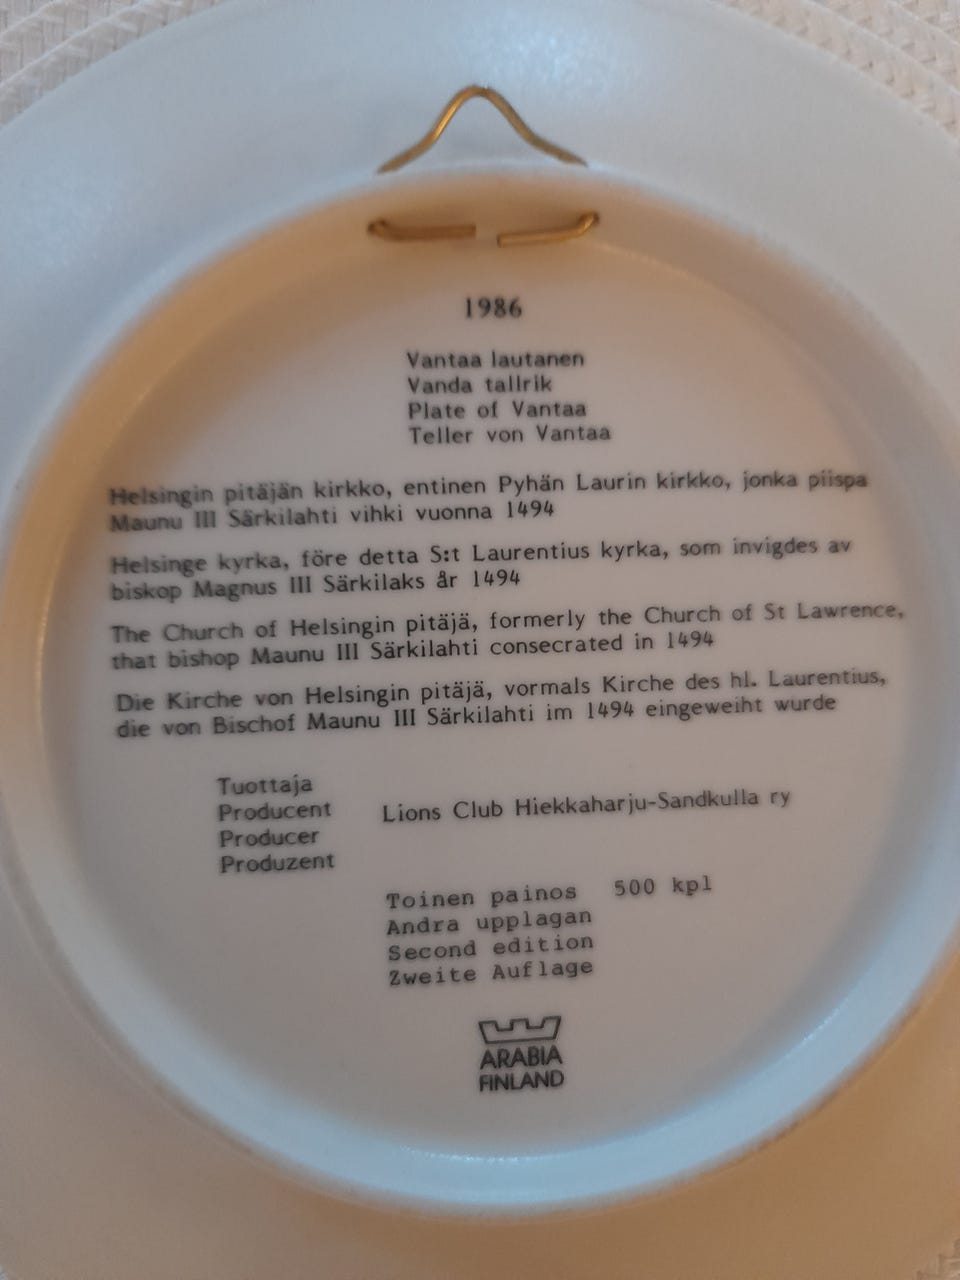 1986
Vantaa lautanen
Vanda tallrik
Plate of Vantaa
Teller von Vantaa
Helsingin pitäjän kirkko, entinen Pyhän Laurin kirkko, jonka piispa
Maunu III Särkilahti vihki vuonna 1494
Helsinge kyrka, före detta S:t Laurentius kyrka, som invigdes av
biskop Magnus III Särkilaks år 1494
The Church of Helsingin pitäjä, formerly the Church of St Lawrence,
that bishop Maunu III Särkilahti consecrated in 1494
Die Kirche von Helsingin pitäjä, vormals Kirche des hl. Laurentius,
die von Bischof Maunu III Särkilahti im 1494 eingeweiht wurde
Tuottaja
Producent Lions Club Hiekkaharju-Sandkulla ry
Producer
Produzent
Toinen painos 500 kpl
Andra upplagan
Second edition
Zweite Auflage
ARABIA
FINLAND